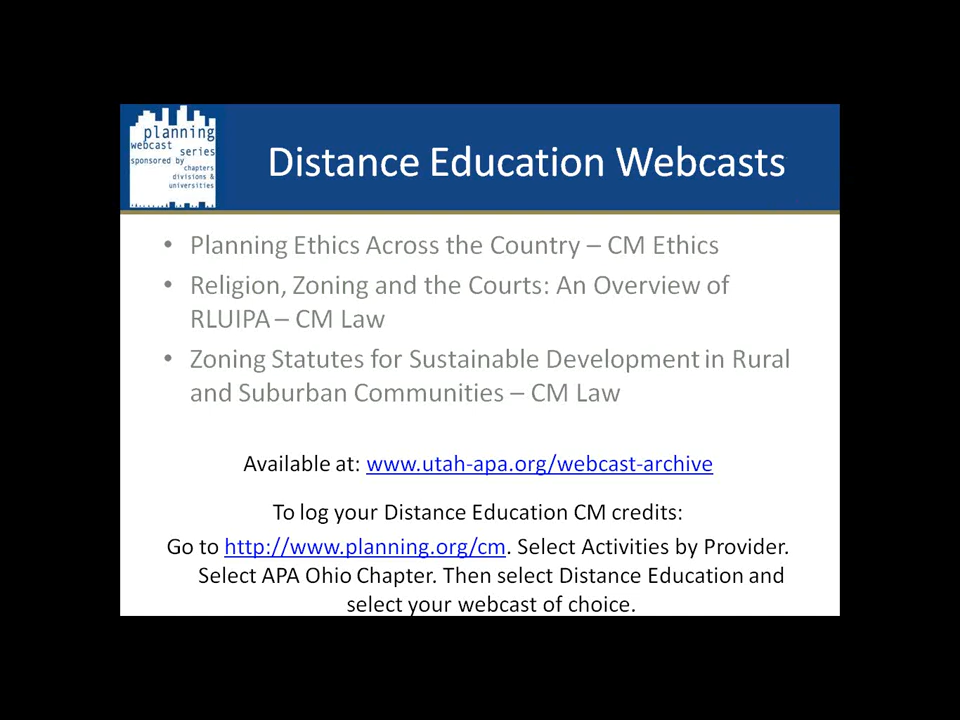 planning
webcast series
sponsored by
chapters
divisions &
universities
Distance Education Webcasts
• Planning Ethics Across the Country – CM Ethics
• Religion, Zoning and the Courts: An Overview of
RLUIPA – CM Law
• Zoning Statutes for Sustainable Development in Rural
and Suburban Communities – CM Law
Available at: www.utah-apa.org/webcast-archive
To log your Distance Education CM credits:
Go to http://www.planning.org/cm. Select Activities by Provider.
Select APA Ohio Chapter. Then select Distance Education and
select your webcast of choice.